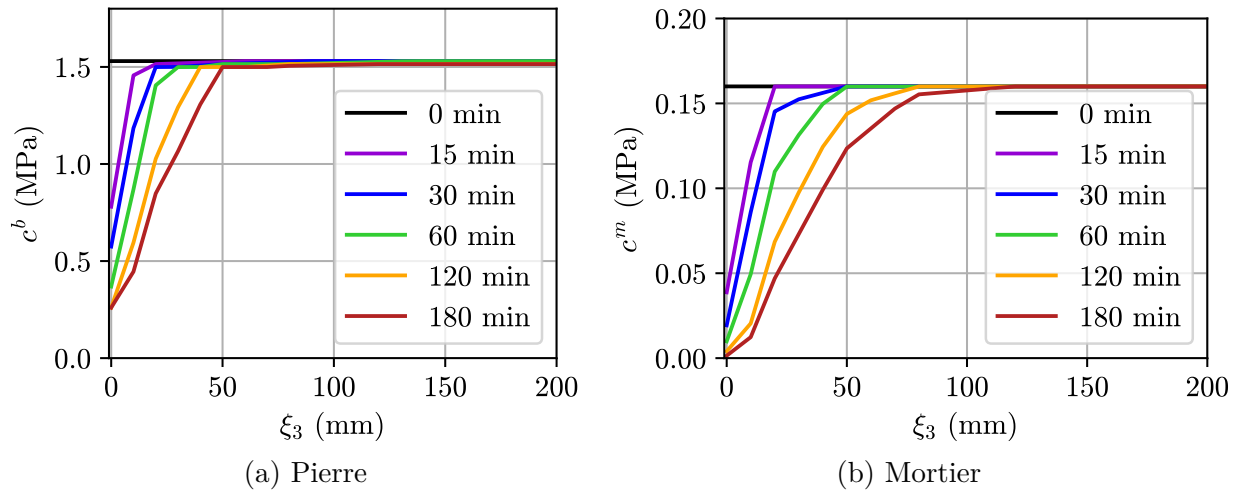 1.5
1.0
0.5
0.0
c^b (MPa)
0 min
15 min
30 min
60 min
120 min
180 min
0 50 100 150 200
ξ_3 (mm)
(a) Pierre
0.20
0.15
0.10
0.05
0.00
c^m (MPa)
0 min
15 min
30 min
60 min
120 min
180 min
0 50 100 150 200
ξ_3 (mm)
(b) Mortier